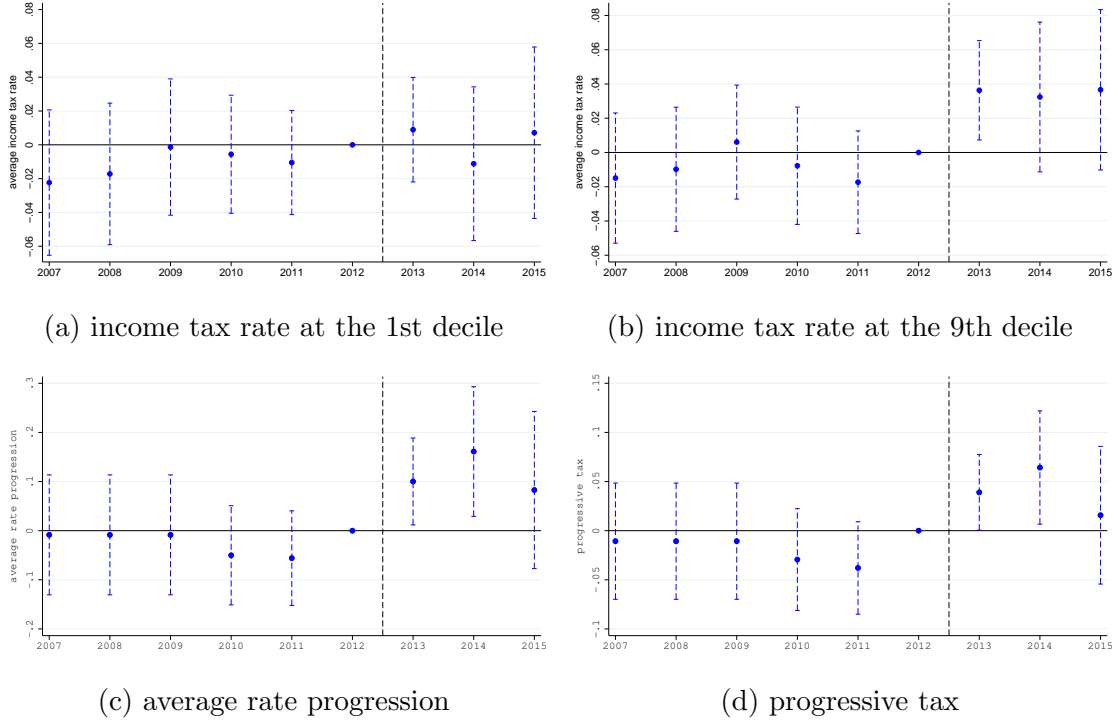 average income tax rate
.08
.06
.04
.02
0
-.02
-.04
-.06
2007 2008 2009 2010 2011 2012 2013 2014 2015
(a) income tax rate at the 1st decile
average income tax rate
.08
.06
.04
.02
0
-.02
-.04
-.06
2007 2008 2009 2010 2011 2012 2013 2014 2015
(b) income tax rate at the 9th decile
average rate progression
.3
.2
.1
0
-.1
-.2
2007 2008 2009 2010 2011 2012 2013 2014 2015
(c) average rate progression
progressive tax
.15
.1
.05
0
-.05
-.1
2007 2008 2009 2010 2011 2012 2013 2014 2015
(d) progressive tax